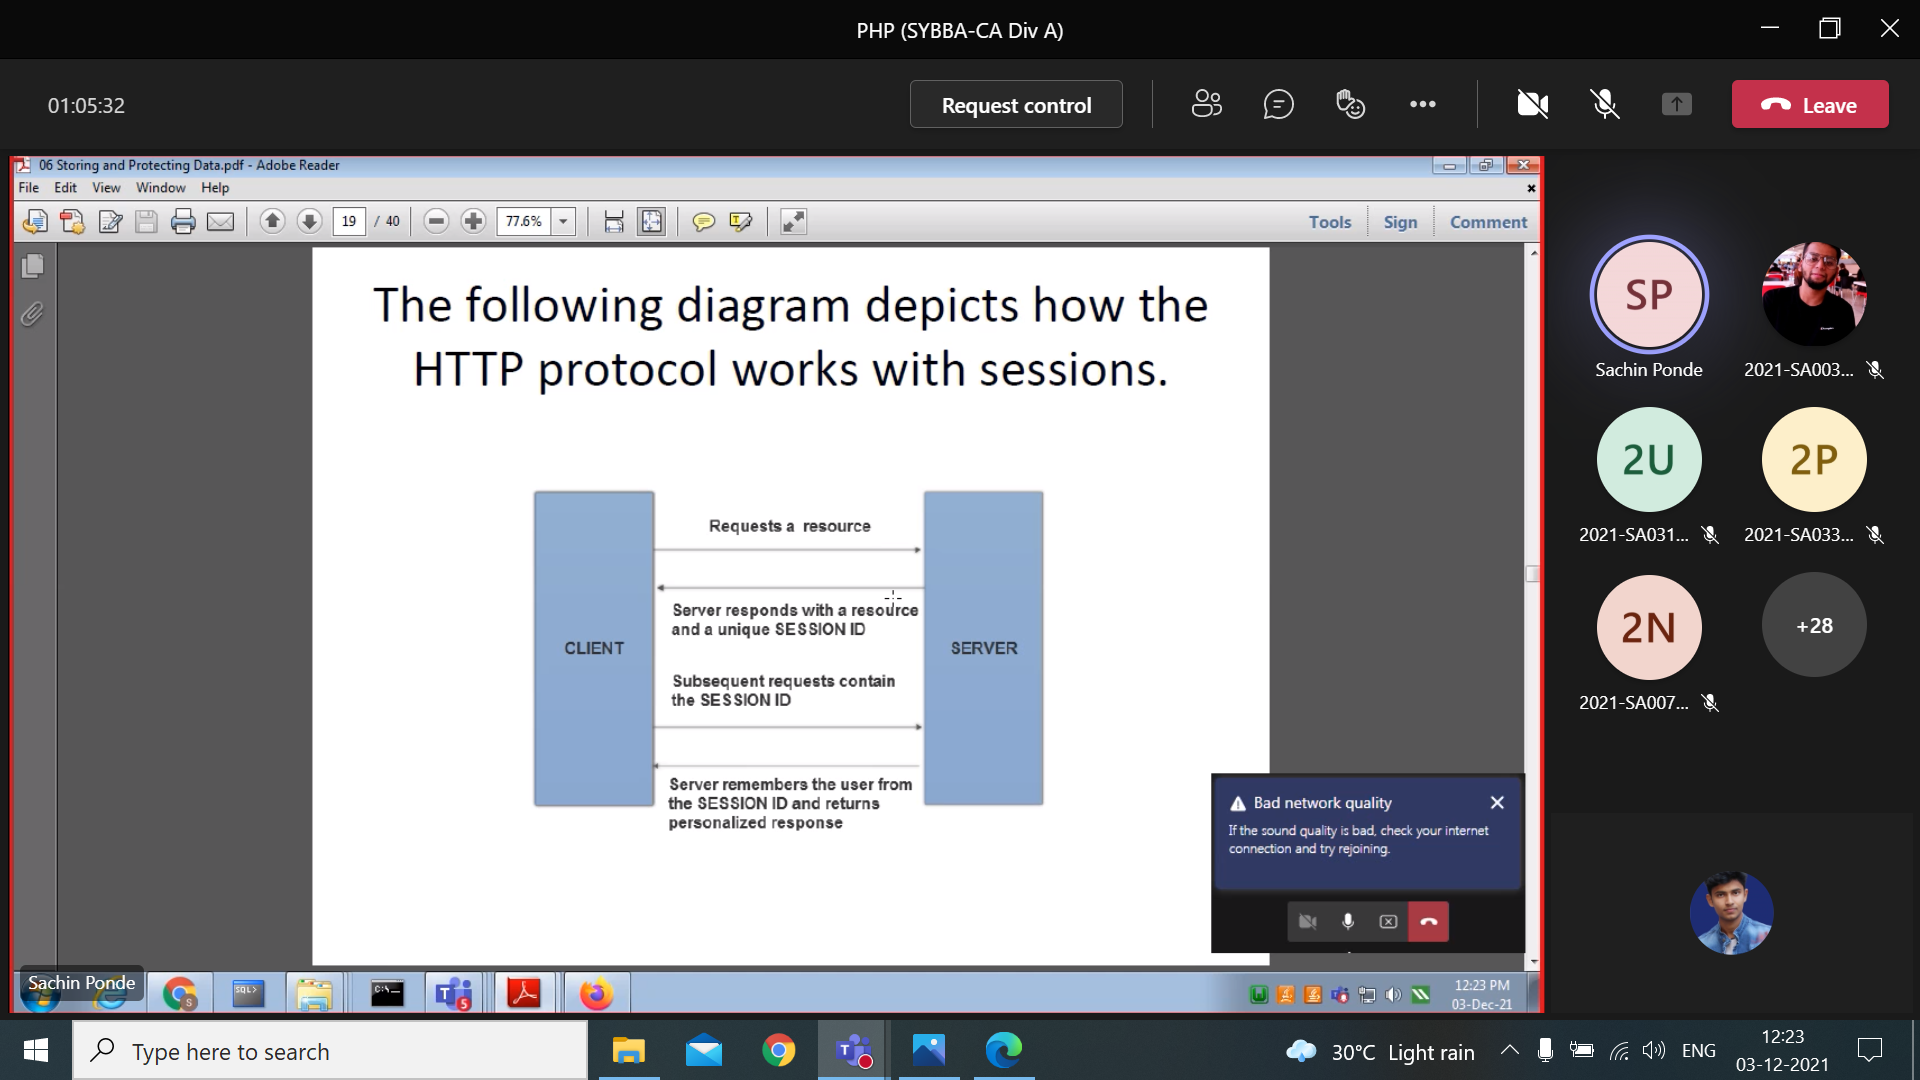 PHP (SYBBA-CA Div A)
01:05:32
Request control
Leave
06 Storing and Protecting Data.pdf - Adobe Reader
File Edit View Window Help
19 / 40
77.6%
Tools Sign Comment
The following diagram depicts how the
HTTP protocol works with sessions.
Requests a resource
Server responds with a resource
and a unique SESSION ID
CLIENT
SERVER
Subsequent requests contain
the SESSION ID
Server remembers the user from
the SESSION ID and returns
personalized response
Bad network quality
If the sound quality is bad, check your internet
connection and try rejoining.
SP
Sachin Ponde
2021-SA003...
2U
2021-SA031...
2P
2021-SA033...
2N
2021-SA007...
+28
Sachin Ponde
S
SQL>
C:\-
T
S
12:23 PM
03-Dec-21
Type here to search
T
30°C Light rain
ENG
12:23
03-12-2021